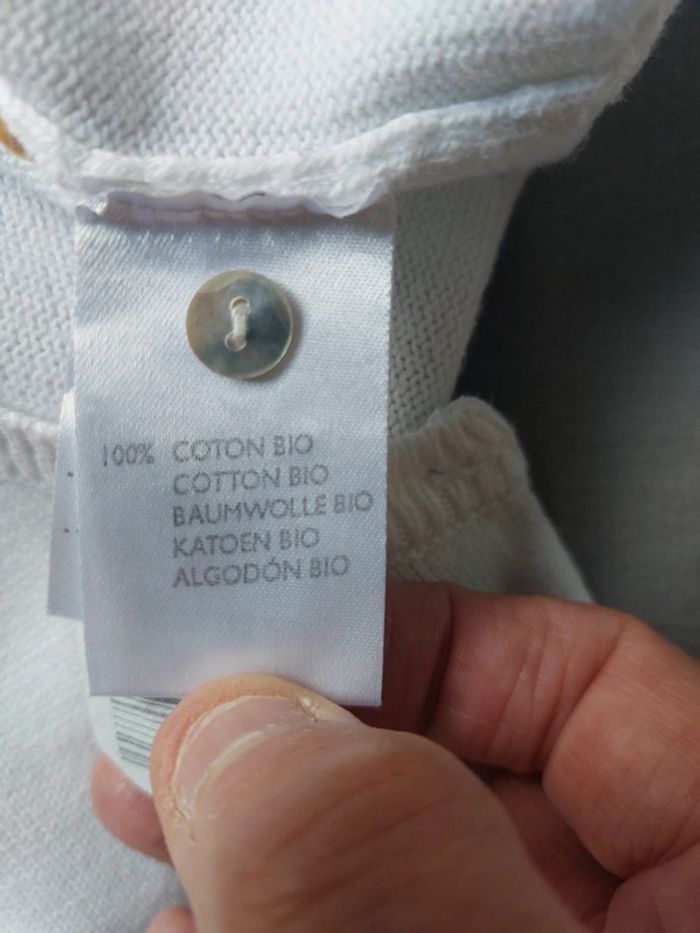 100% COTON BIO
COTTON BIO
BAUMWOLLE BIO
KATOEN BIO
ALGODÓN BIO